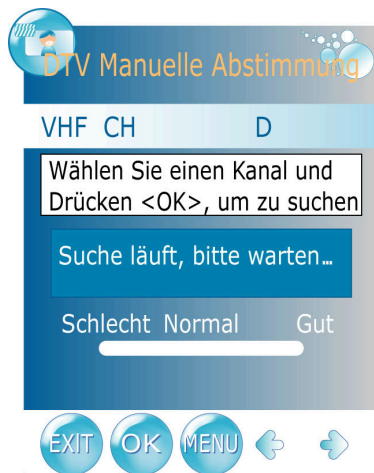 DTV Manuelle Abstimmung
VHF CH D
Wählen Sie einen Kanal und
Drücken <OK>, um zu suchen
Suche läuft, bitte warten...
Schlecht Normal Gut
EXIT OK MENU